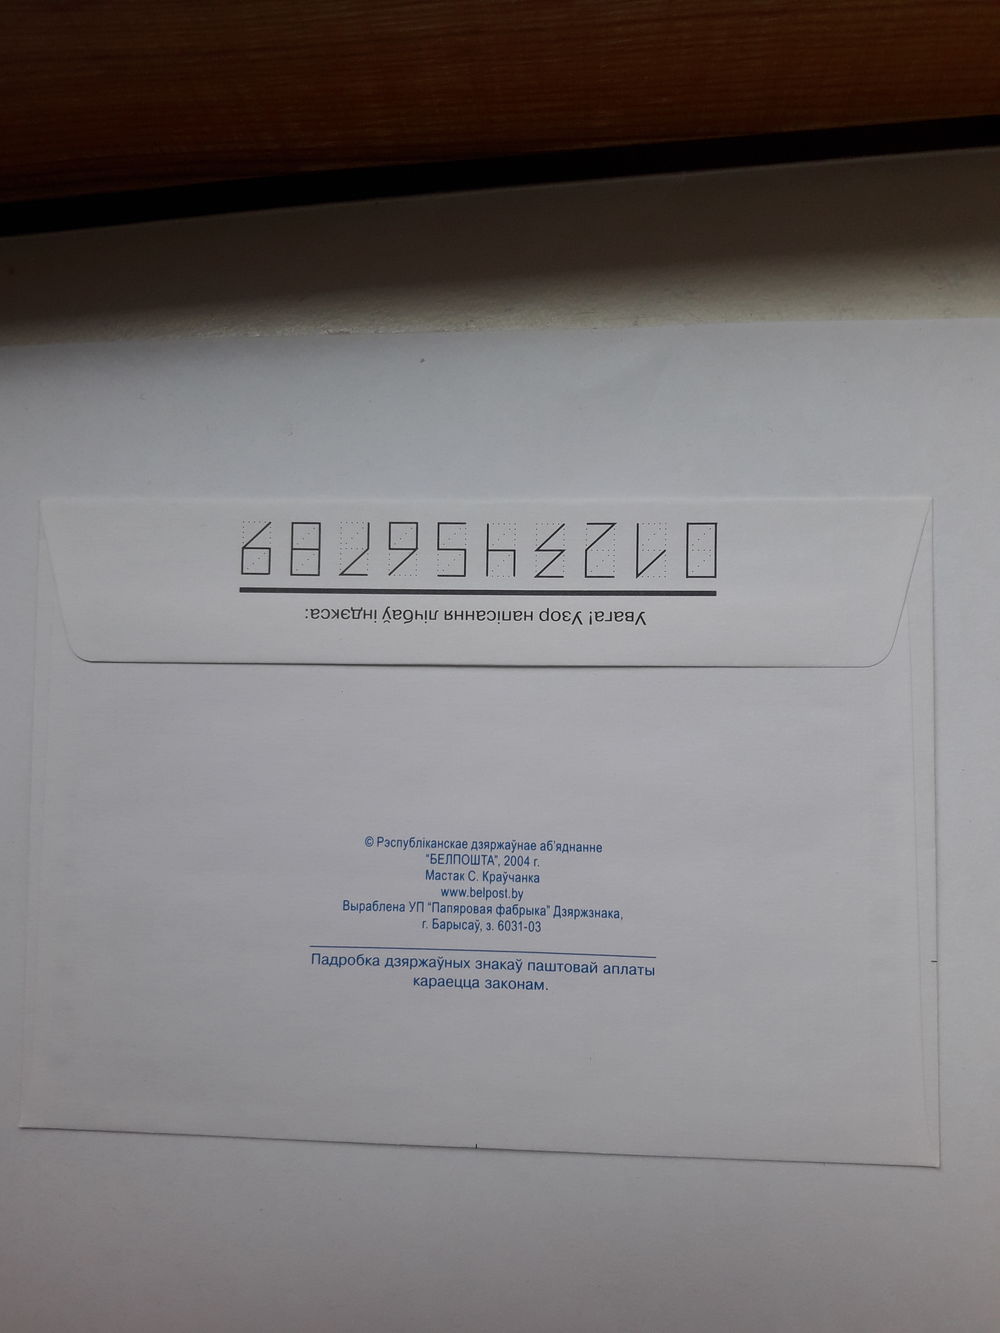 0123456789
Увага! Узор напісання лічбаў індэкса:
© Рэспубліканскае дзяржаўнае аб'яднанне
“БЕЛПОШТА”, 2004 г.
Мастак С. Краўчанка
www.belpost.by
Выраблена УП “Папяровая фабрыка” Дзяржзнака,
г. Барысаў, з. 6031-03
Падробка дзяржаўных знакаў паштовай аплаты
караецца законам.